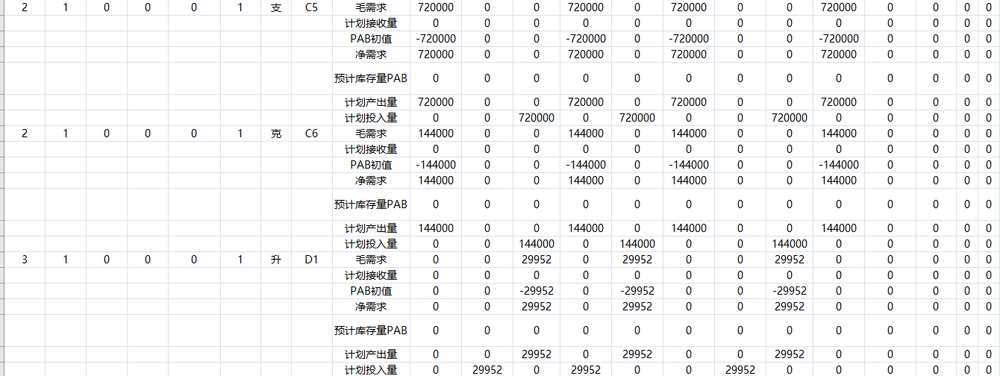 2 1 0 0 0 1 支 C5 毛需求 720000 0 0 720000 0 720000 0 0 720000 0 0 0 0
计划接收量 0 0 0 0 0 0 0 0 0 0 0 0 0
PAB初值 -720000 0 0 -720000 0 -720000 0 0 -720000 0 0 0 0
净需求 720000 0 0 720000 0 720000 0 0 720000 0 0 0 0
预计库存量PAB 0 0 0 0 0 0 0 0 0 0 0 0 0
计划产出量 720000 0 0 720000 0 720000 0 0 720000 0 0 0 0
计划投入量 0 0 720000 0 720000 0 0 720000 0 0 0 0 0
2 1 0 0 0 1 克 C6 毛需求 144000 0 0 144000 0 144000 0 0 144000 0 0 0 0
计划接收量 0 0 0 0 0 0 0 0 0 0 0 0 0
PAB初值 -144000 0 0 -144000 0 -144000 0 0 -144000 0 0 0 0
净需求 144000 0 0 144000 0 144000 0 0 144000 0 0 0 0
预计库存量PAB 0 0 0 0 0 0 0 0 0 0 0 0 0
计划产出量 144000 0 0 144000 0 144000 0 0 144000 0 0 0 0
计划投入量 0 0 144000 0 144000 0 0 144000 0 0 0 0 0
3 1 0 0 0 1 升 D1 毛需求 0 0 29952 0 29952 0 0 29952 0 0 0 0 0
计划接收量 0 0 0 0 0 0 0 0 0 0 0 0 0
PAB初值 0 0 -29952 0 -29952 0 0 -29952 0 0 0 0 0
净需求 0 0 29952 0 29952 0 0 29952 0 0 0 0 0
预计库存量PAB 0 0 0 0 0 0 0 0 0 0 0 0 0
计划产出量 0 0 29952 0 29952 0 0 29952 0 0 0 0 0
计划投入量 0 29952 0 29952 0 0 29952 0 0 0 0 0 0